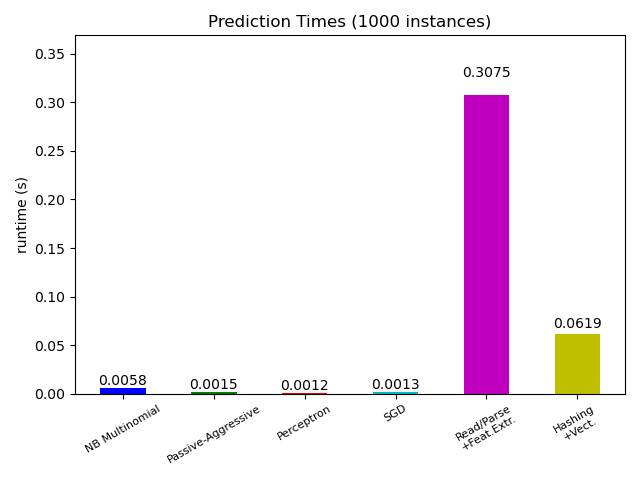 Prediction Times (1000 instances)
runtime (s)
0.35
0.30
0.25
0.20
0.15
0.10
0.05
0.00
0.0058
0.0015
0.0012
0.0013
0.3075
0.0619
NB Multinomial
Passive-Aggressive
Perceptron
SGD
Read/Parse
+Feat.Extr.
Hashing
+Vect.